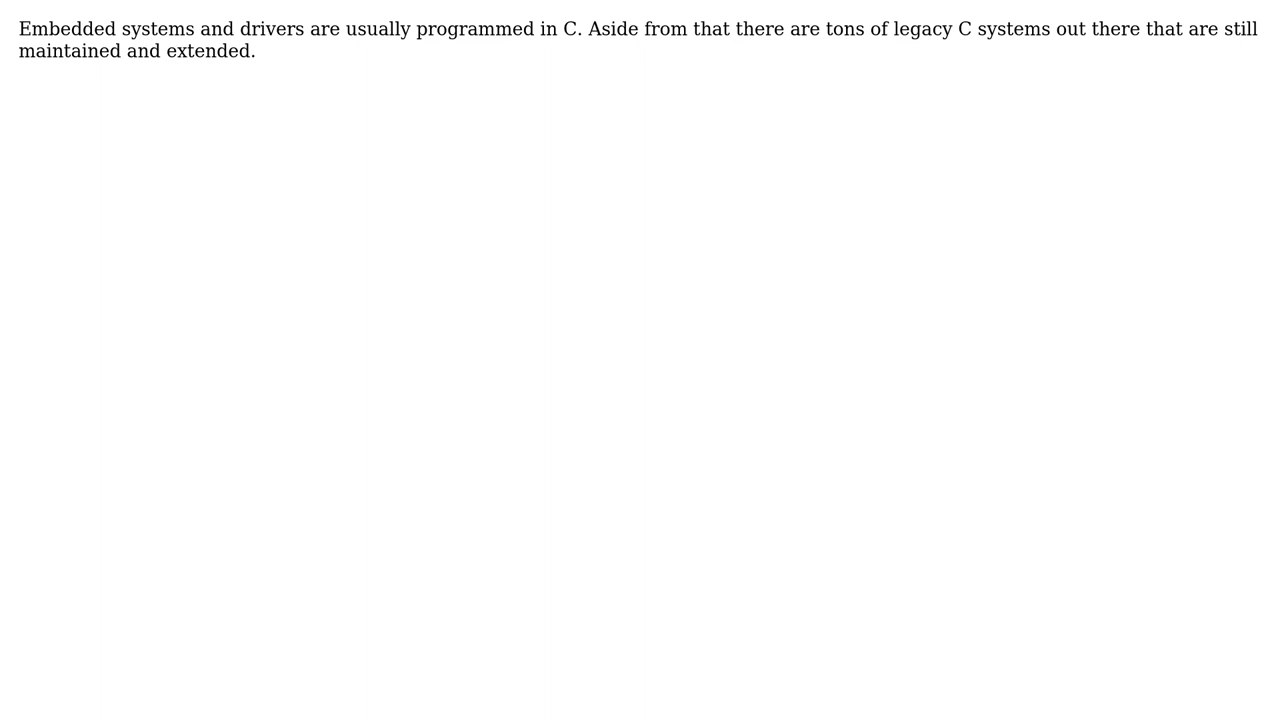 Embedded systems and drivers are usually programmed in C. Aside from that there are tons of legacy C systems out there that are still
maintained and extended.